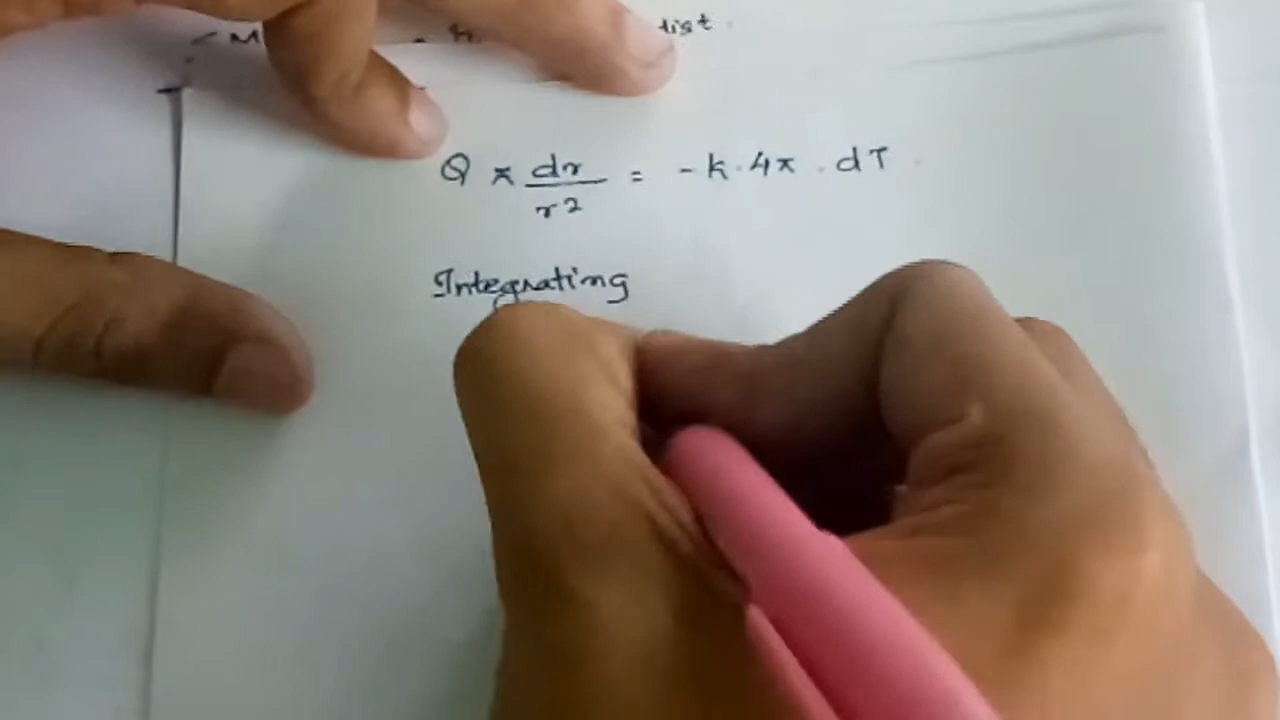 dist.
Q × dr/r2 = -k.4π.dT
Integrating